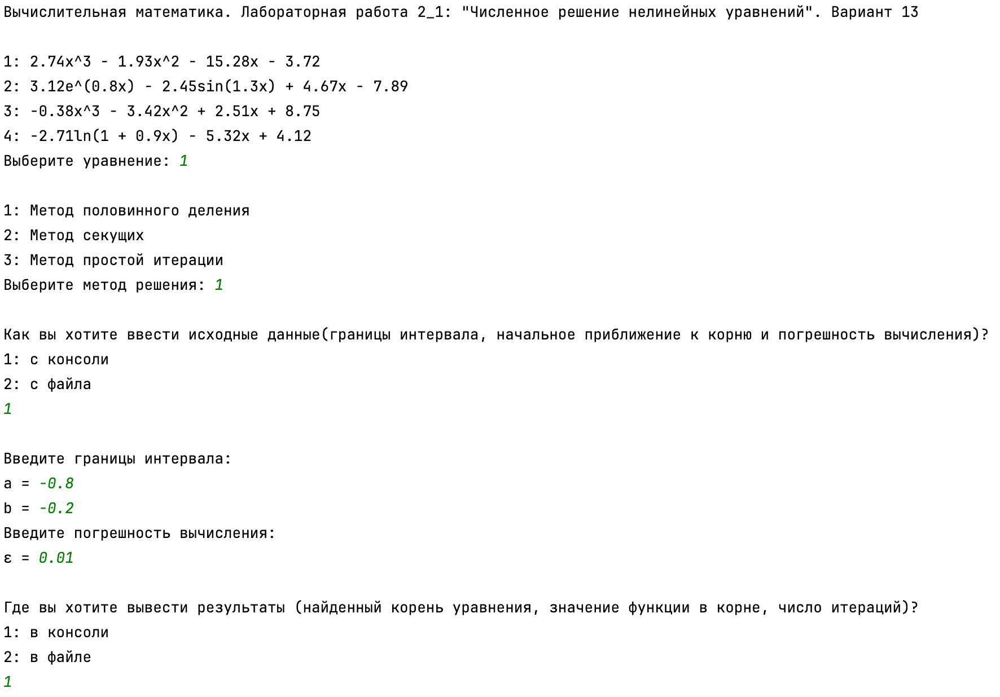 Вычислительная математика. Лабораторная работа 2_1: "Численное решение нелинейных уравнений". Вариант 13
1: 2.74x^3 - 1.93x^2 - 15.28x - 3.72
2: 3.12e^(0.8x) - 2.45sin(1.3x) + 4.67x - 7.89
3: -0.38x^3 - 3.42x^2 + 2.51x + 8.75
4: -2.71ln(1 + 0.9x) - 5.32x + 4.12
Выберите уравнение: 1
1: Метод половинного деления
2: Метод секущих
3: Метод простой итерации
Выберите метод решения: 1
Как вы хотите ввести исходные данные(границы интервала, начальное приближение к корню и погрешность вычисления)?
1: с консоли
2: с файла
1
Введите границы интервала:
a = -0.8
b = -0.2
Введите погрешность вычисления:
ε = 0.01
Где вы хотите вывести результаты (найденный корень уравнения, значение функции в корне, число итераций)?
1: в консоли
2: в файле
1